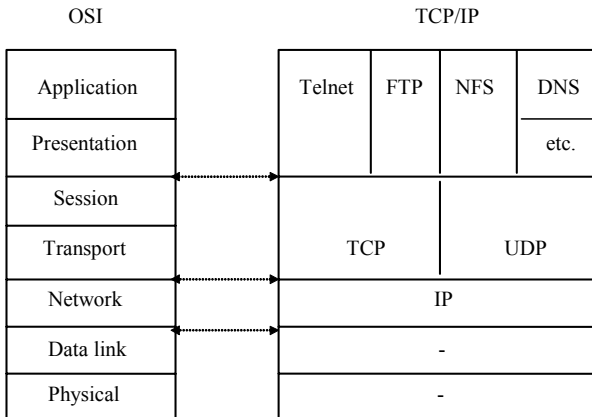 OSI TCP/IP
Application Telnet FTP NFS DNS
Presentation etc.
Session
Transport TCP UDP
Network IP
Data link -
Physical -